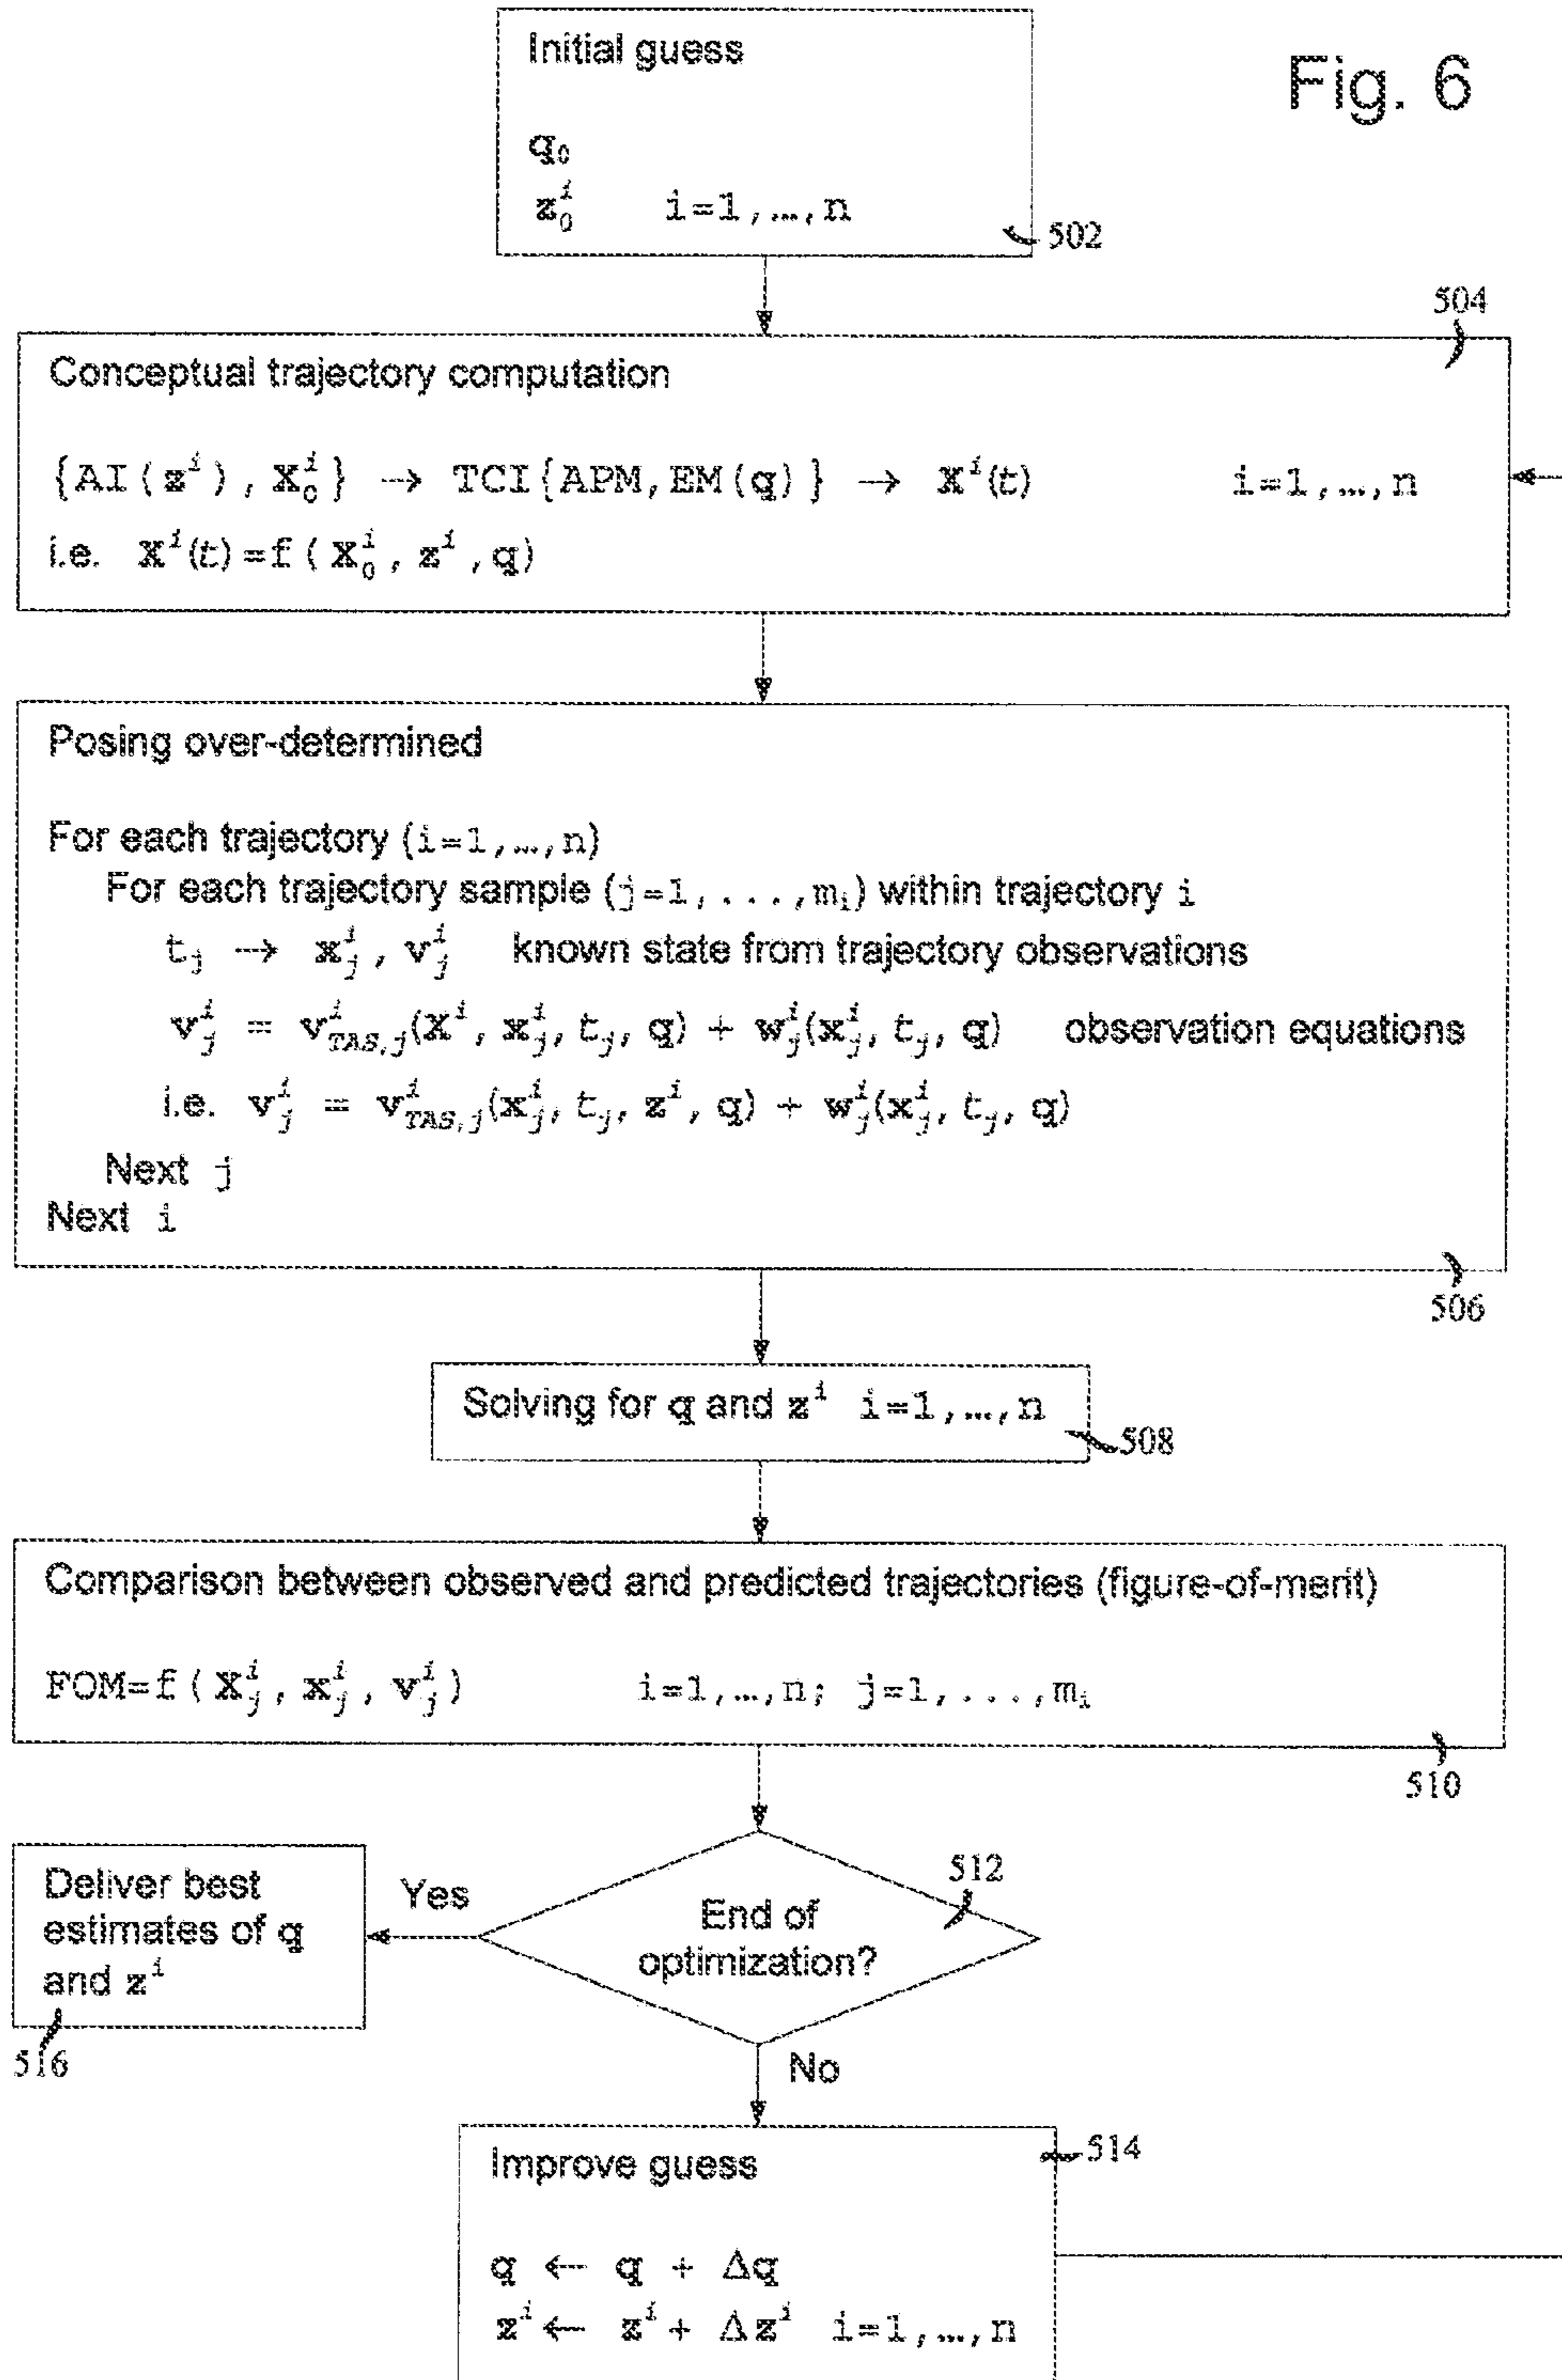 Fig. 6
Initial guess
q₀
z₀ⁱ i=1,…,n
502
504
Conceptual trajectory computation
{AI(zⁱ),X₀ⁱ} → TCI{APM,EM(q)} → Xⁱ(t) i=1,…,n
i.e. Xⁱ(t)=f(X₀ⁱ,zⁱ,q)
Posing over-determined
For each trajectory (i=1,…,n)
For each trajectory sample (j=1,...,mᵢ) within trajectory i
tⱼ → xⱼⁱ, vⱼⁱ known state from trajectory observations
vⱼⁱ = vⁱ_TAS,j(Xⁱ, xⱼⁱ, tⱼ, q) + wⱼⁱ(xⱼⁱ, tⱼ, q) observation equations
i.e. vⱼⁱ = vⁱ_TAS,j(xⱼⁱ, tⱼ, zⁱ, q) + wⱼⁱ(xⱼⁱ, tⱼ, q)
Next j
Next i
506
Solving for q and zⁱ i=1,…,n
508
Comparison between observed and predicted trajectories (figure-of-merit)
FOM=f(Xⱼⁱ,xⱼⁱ,vⱼⁱ) i=1,…,n; j=1,...,mᵢ
510
512
End of
optimization?
Yes
Deliver best
estimates of q
and zⁱ
516
No
514
Improve guess
q ← q + Δq
zⁱ ← zⁱ + Δzⁱ i=1,…,n